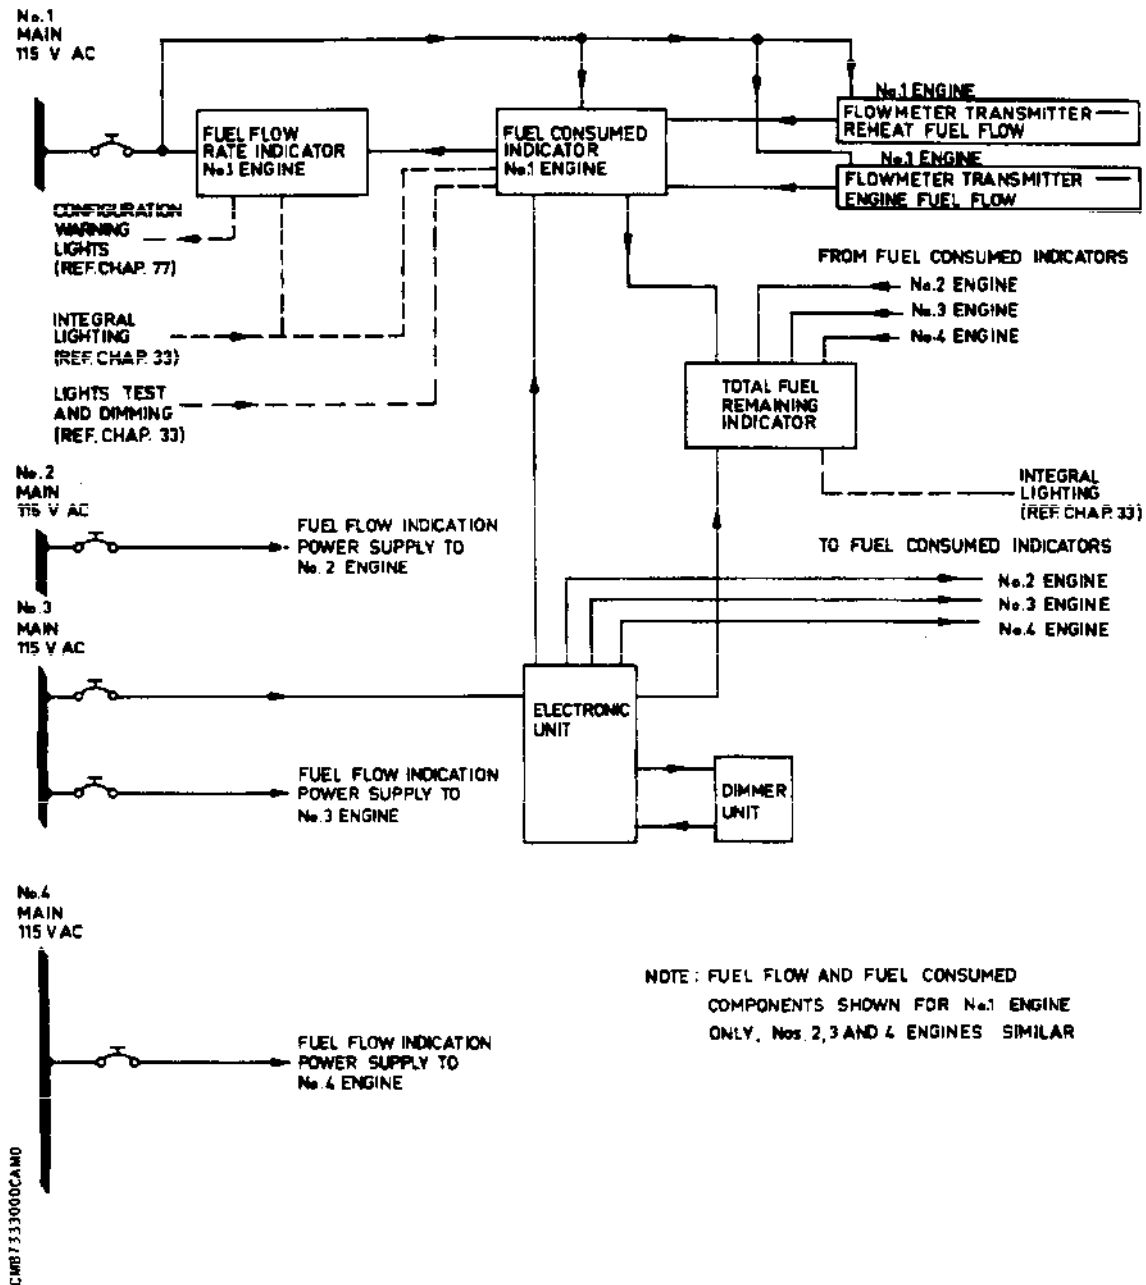 No.1
MAIN
115 V AC
No.1 ENGINE
FLOWMETER TRANSMITTER —
REHEAT FUEL FLOW
No.1 ENGINE
FLOWMETER TRANSMITTER —
ENGINE FUEL FLOW
FUEL FLOW
RATE INDICATOR
No.1 ENGINE
FUEL CONSUMED
INDICATOR
No.1 ENGINE
CONFIGURATION
WARNING
LIGHTS
(REF. CHAP. 77)
FROM FUEL CONSUMED INDICATORS
No.2 ENGINE
No.3 ENGINE
No.4 ENGINE
INTEGRAL
LIGHTING
(REF. CHAP. 33)
LIGHTS TEST
AND DIMMING
(REF. CHAP. 33)
TOTAL FUEL
REMAINING
INDICATOR
INTEGRAL
LIGHTING
(REF. CHAP. 33)
No.2
MAIN
115 V AC
FUEL FLOW INDICATION
POWER SUPPLY TO
No.2 ENGINE
TO FUEL CONSUMED INDICATORS
No.2 ENGINE
No.3 ENGINE
No.4 ENGINE
No.3
MAIN
115 V AC
ELECTRONIC
UNIT
FUEL FLOW INDICATION
POWER SUPPLY TO
No.3 ENGINE
DIMMER
UNIT
No.4
MAIN
115 V AC
FUEL FLOW INDICATION
POWER SUPPLY TO
No.4 ENGINE
NOTE : FUEL FLOW AND FUEL CONSUMED
COMPONENTS SHOWN FOR No.1 ENGINE
ONLY, Nos. 2, 3 AND 4 ENGINES SIMILAR
CMB7333000CAM0